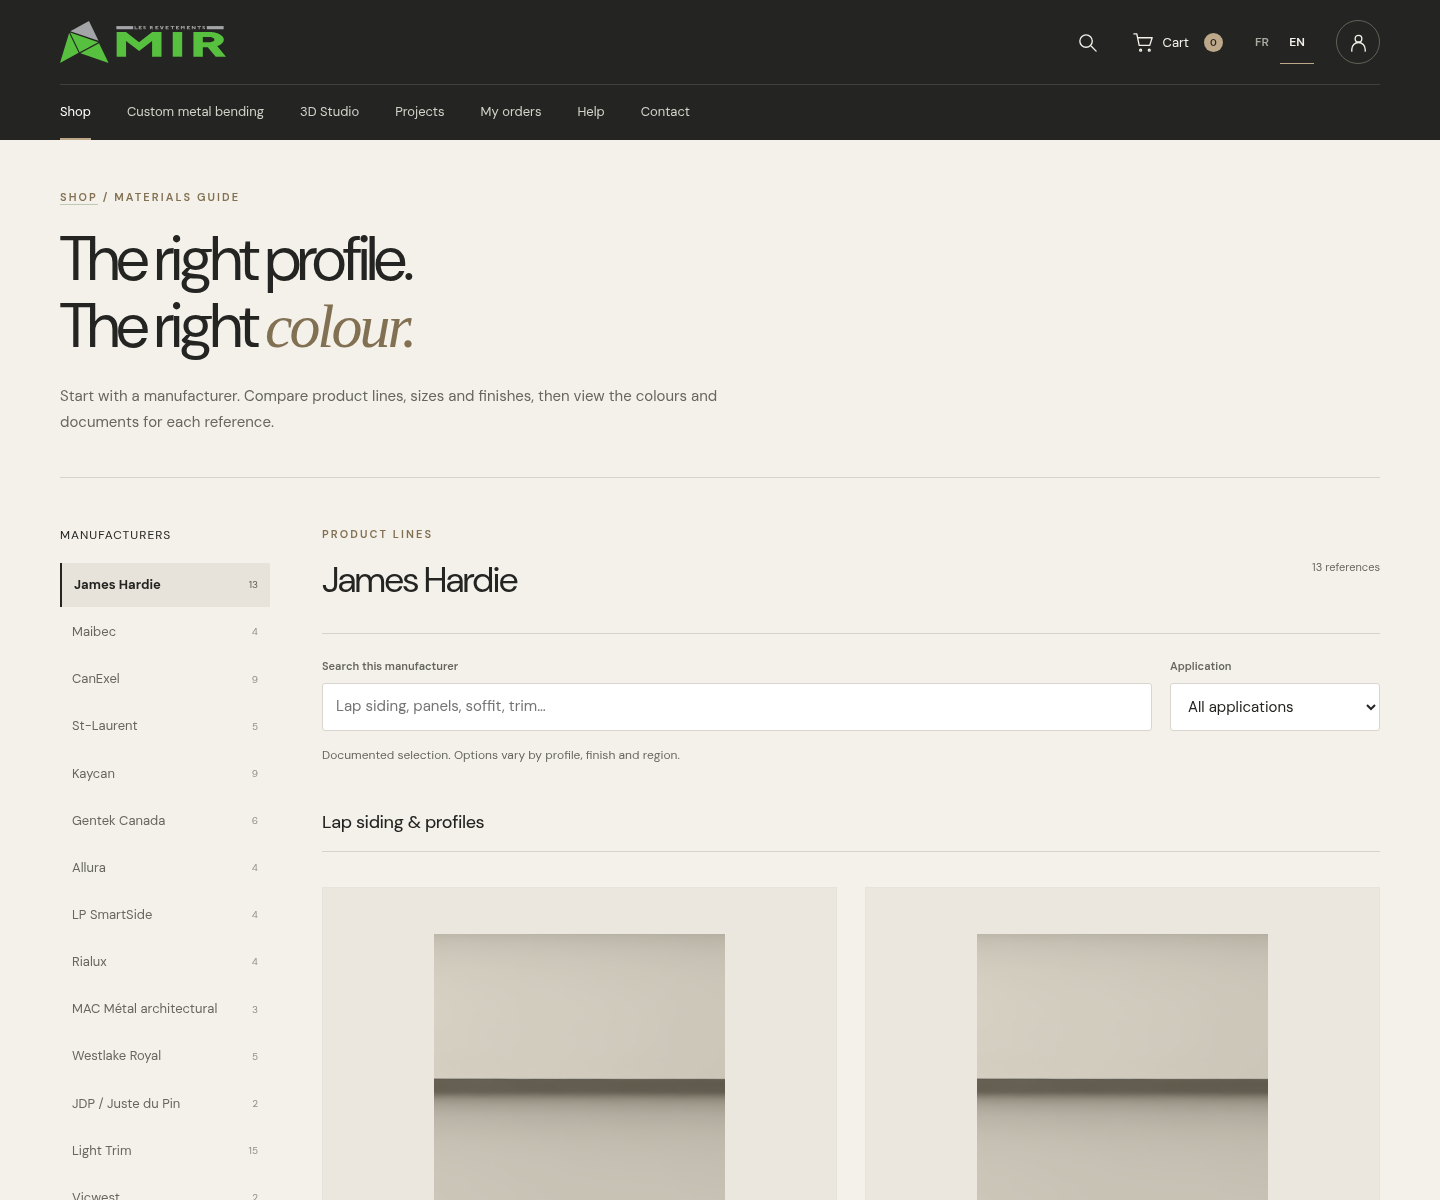 LES REVÊTEMENTS
MIR
Cart 0
FR EN
Shop Custom metal bending 3D Studio Projects My orders Help Contact
SHOP / MATERIALS GUIDE
The right profile.
The right colour.
Start with a manufacturer. Compare product lines, sizes and finishes, then view the colours and
documents for each reference.
MANUFACTURERS
James Hardie 13
Maibec 4
CanExel 9
St-Laurent 5
Kaycan 9
Gentek Canada 6
Allura 4
LP SmartSide 4
Rialux 4
MAC Métal architectural 3
Westlake Royal 5
JDP / Juste du Pin 2
Light Trim 15
Vicwest 2
PRODUCT LINES
James Hardie
13 references
Search this manufacturer
Lap siding, panels, soffit, trim...
Application
All applications
Documented selection. Options vary by profile, finish and region.
Lap siding & profiles